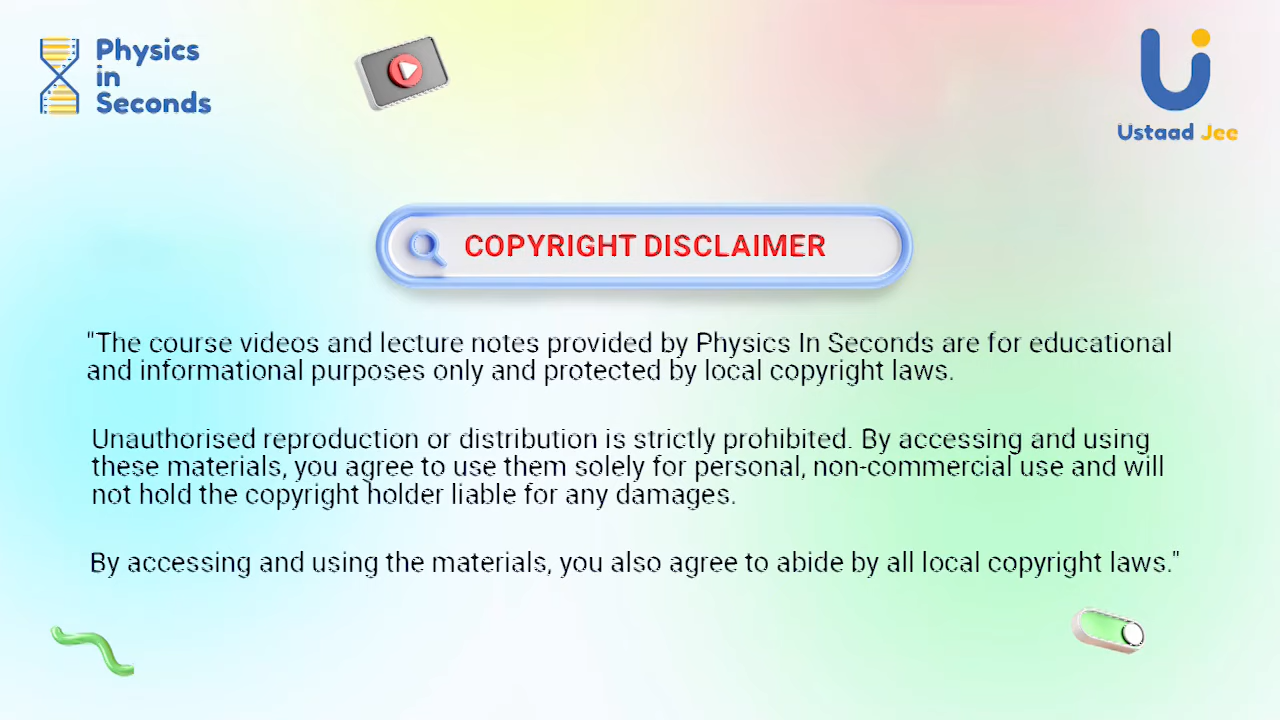 Physics
in
Seconds
Ustaad Jee
COPYRIGHT DISCLAIMER
"The course videos and lecture notes provided by Physics In Seconds are for educational
and informational purposes only and protected by local copyright laws.
Unauthorised reproduction or distribution is strictly prohibited. By accessing and using
these materials, you agree to use them solely for personal, non-commercial use and will
not hold the copyright holder liable for any damages.
By accessing and using the materials, you also agree to abide by all local copyright laws."